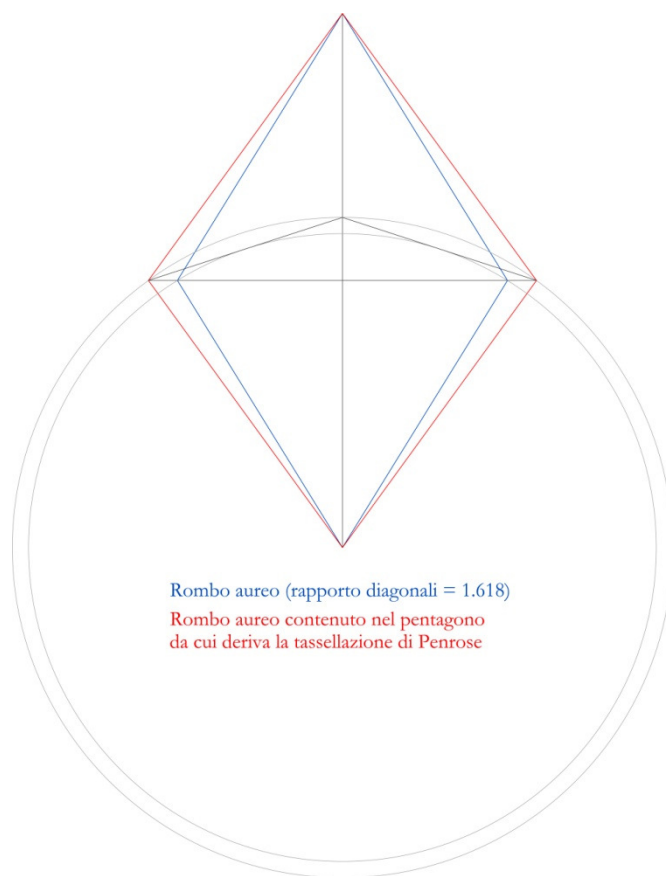 Rombo aureo (rapporto diagonali = 1.618)
Rombo aureo contenuto nel pentagono
da cui deriva la tassellazione di Penrose